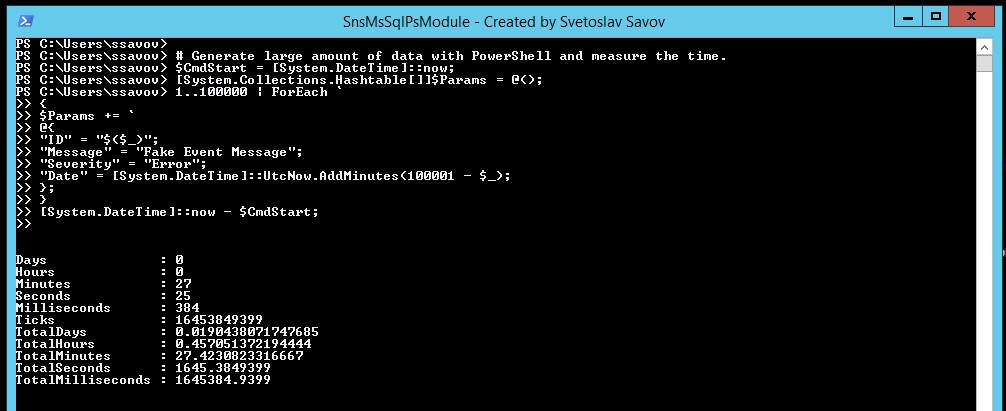 SnsMsSqlPsModule - Created by Svetoslav Savov
PS C:\Users\ssavov>
PS C:\Users\ssavov> # Generate large amount of data with PowerShell and measure the time.
PS C:\Users\ssavov> $CmdStart = [System.DateTime]::now;
PS C:\Users\ssavov> [System.Collections.Hashtable[]]$Params = @();
PS C:\Users\ssavov> 1..100000 | ForEach `
>> {
>> $Params += `
>> @{
>> "ID" = "$($_)";
>> "Message" = "Fake Event Message";
>> "Severity" = "Error";
>> "Date" = [System.DateTime]::UtcNow.AddMinutes(100001 - $_);
>> };
>> }
>> [System.DateTime]::now - $CmdStart;
>>
Days : 0
Hours : 0
Minutes : 27
Seconds : 25
Milliseconds : 384
Ticks : 16453849399
TotalDays : 0.0190438071747685
TotalHours : 0.457051372194444
TotalMinutes : 27.4230823316667
TotalSeconds : 1645.3849399
TotalMilliseconds : 1645384.9399